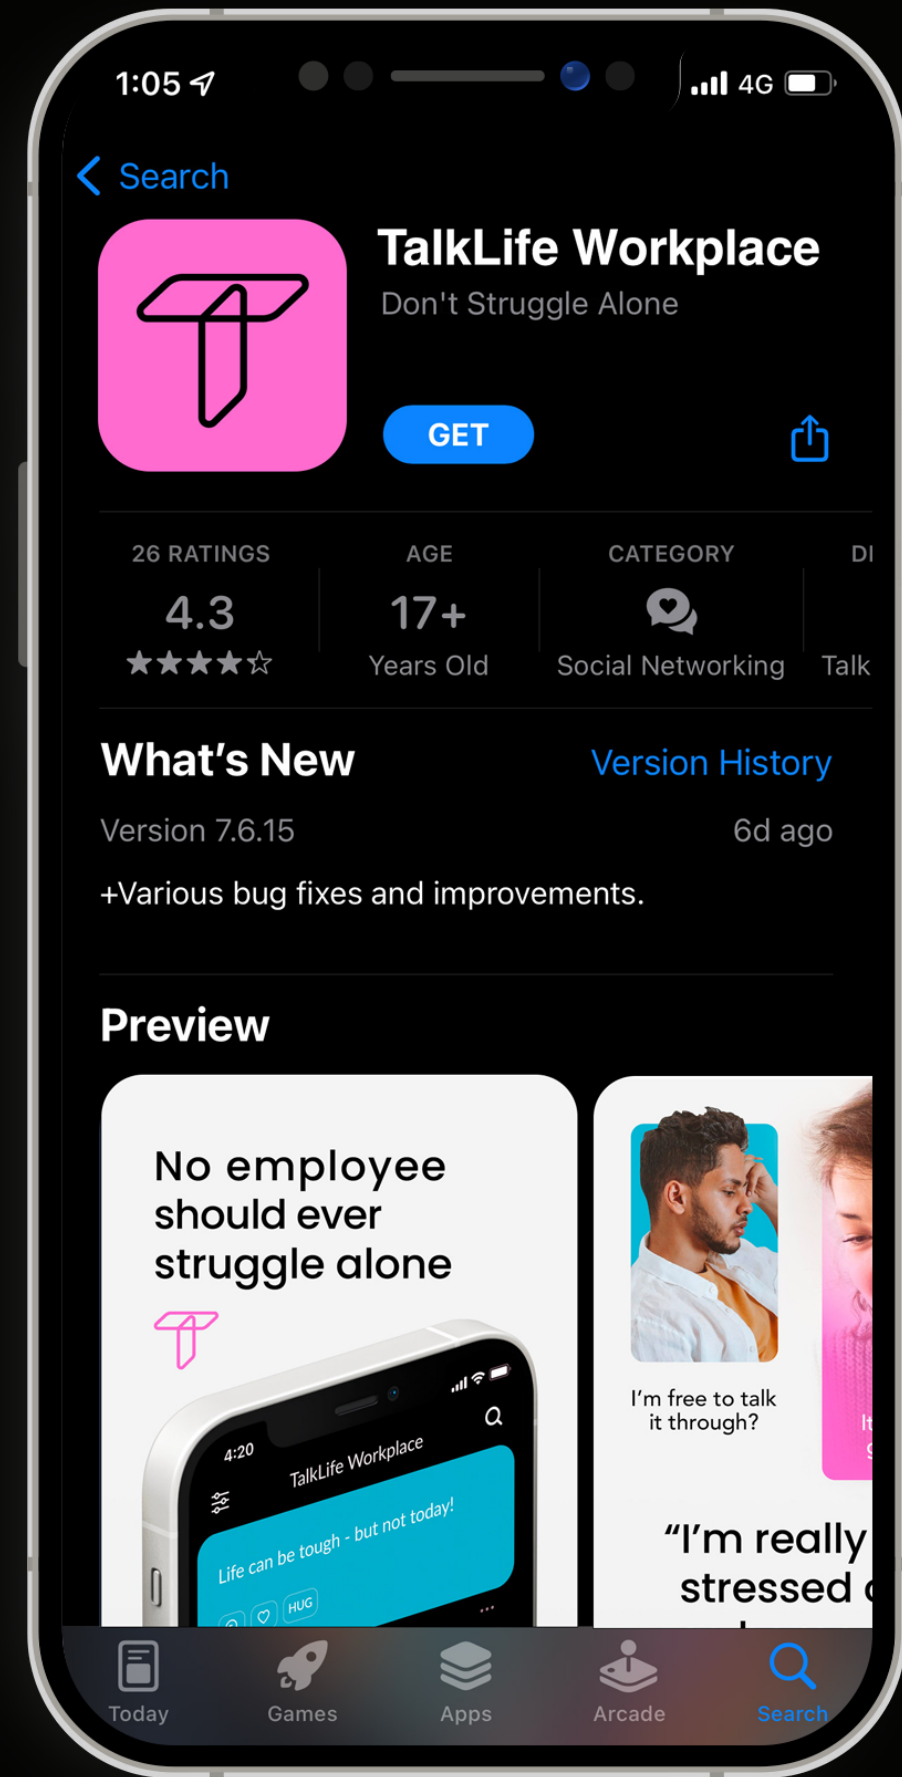 1:05
4G
Search
TalkLife Workplace
Don't Struggle Alone
GET
26 RATINGS
AGE
CATEGORY
4.3
17+
Years Old
Social Networking
Talk
What's New
Version History
Version 7.6.15
6d ago
+Various bug fixes and improvements.
Preview
No employee
should ever
struggle alone
4:20
TalkLife Workplace
Life can be tough - but not today!
HUG
I'm free to talk
it through?
"I'm really
stressed
Today
Games
Apps
Arcade
Search